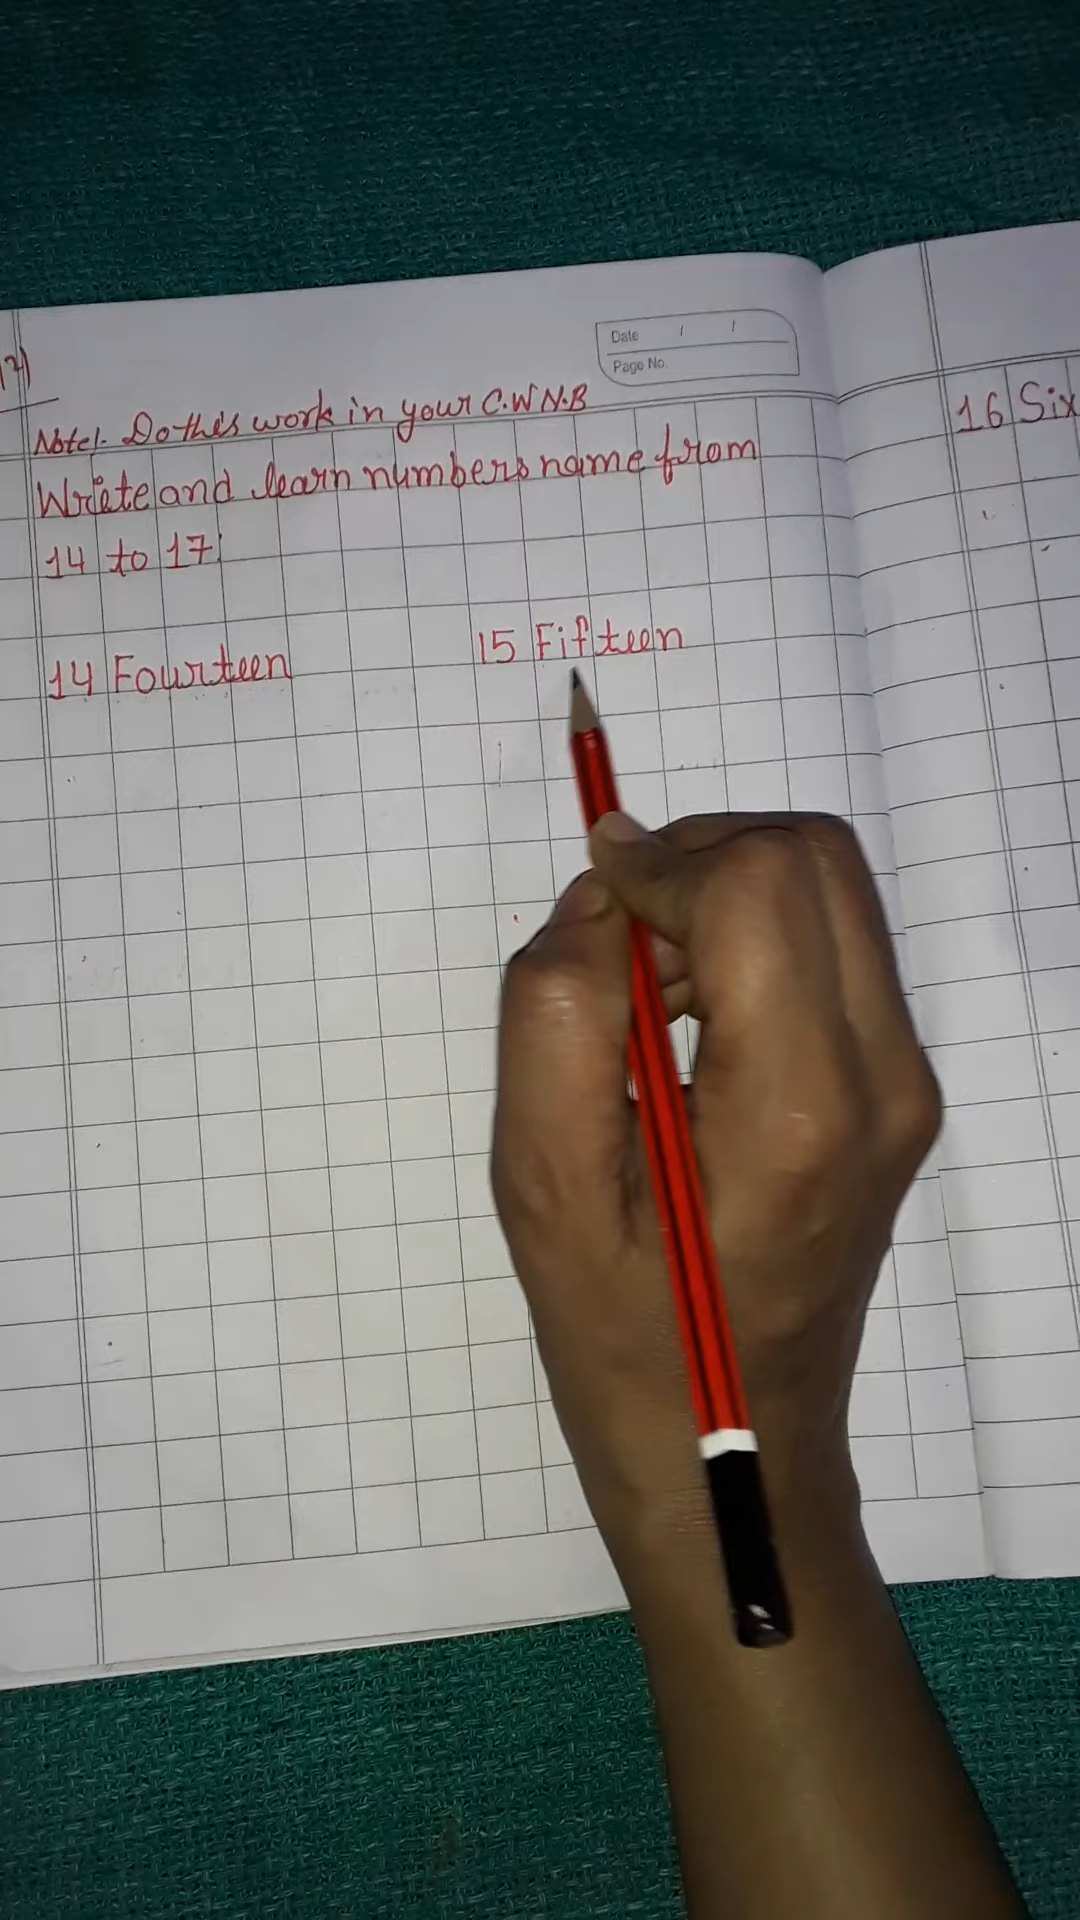 Date / /
Page No.
Note!- Do this work in your C.W N.B
Write and learn numbers name from
14 to 17
14 Fourteen
15 Fifteen
16 Six